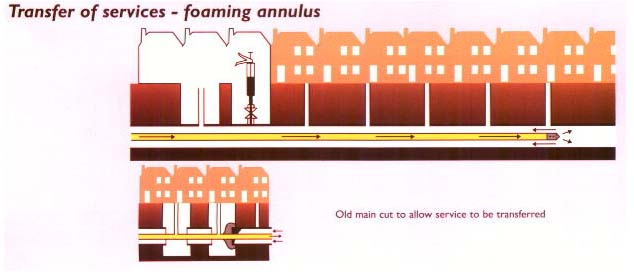 Transfer of services - foaming annulus
Old main cut to allow service to be transferred